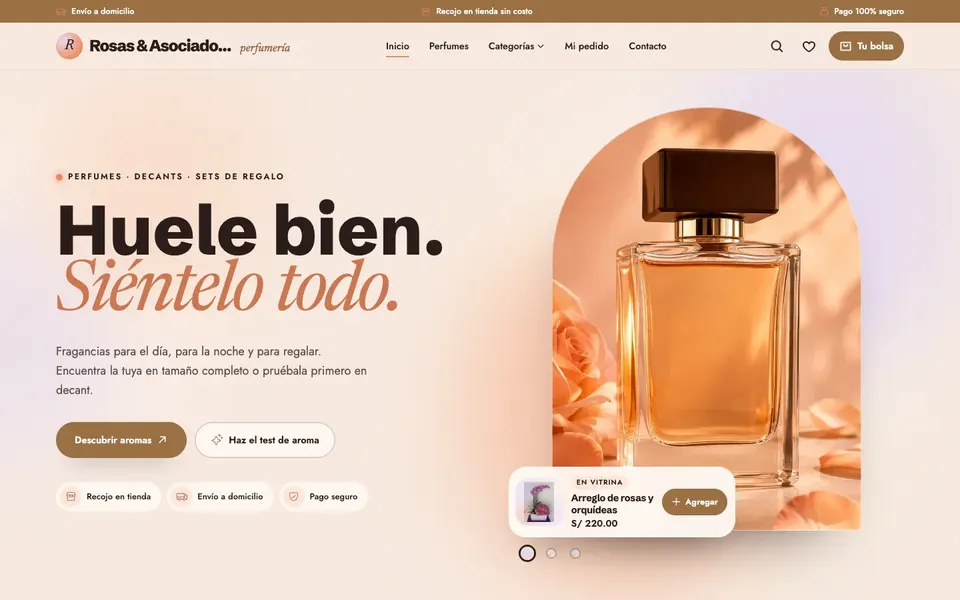 Envío a domicilio
Recojo en tienda sin costo
Pago 100% seguro
R Rosas & Asociado... perfumería
Inicio
Perfumes
Categorías
Mi pedido
Contacto
Tu bolsa
PERFUMES · DECANTS · SETS DE REGALO
Huele bien.
Siéntelo todo.
Fragancias para el día, para la noche y para regalar.
Encuentra la tuya en tamaño completo o pruébala primero en
decant.
Descubrir aromas
Haz el test de aroma
Recojo en tienda
Envío a domicilio
Pago seguro
EN VITRINA
Arreglo de rosas y
orquídeas
S/ 220.00
+ Agregar